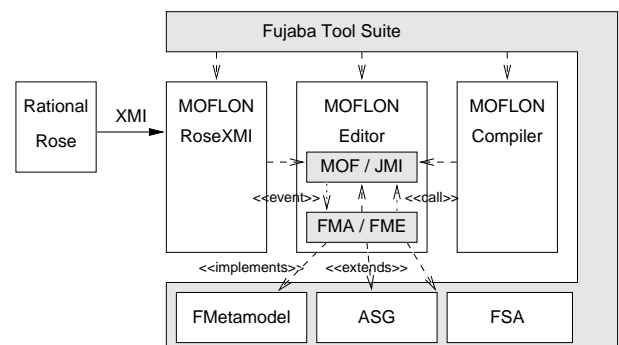 Fujaba Tool Suite
Rational
Rose
XMI
MOFLON
RoseXMI
MOFLON
Editor
MOFLON
Compiler
MOF / JMI
<<event>>
<<call>>
FMA / FME
<<implements>>
<<extends>>
FMetamodel
ASG
FSA